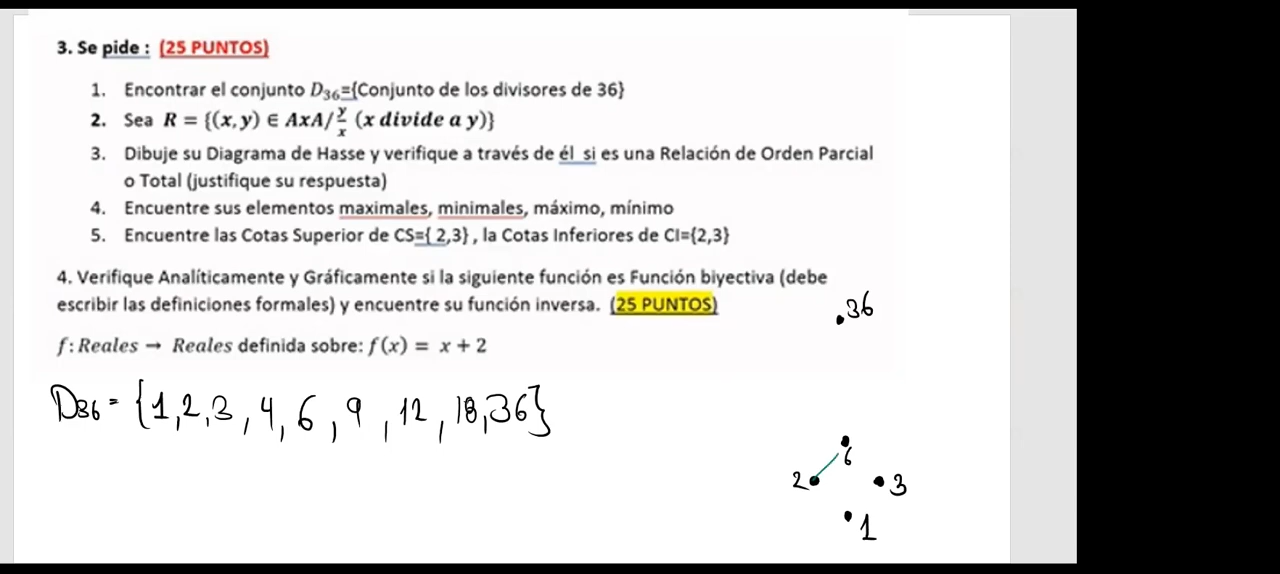 3. Se pide : (25 PUNTOS)
1. Encontrar el conjunto D₃₆={Conjunto de los divisores de 36}
2. Sea R = {(x, y) ∈ AxA/ y/x (x divide a y)}
3. Dibuje su Diagrama de Hasse y verifique a través de él si es una Relación de Orden Parcial
o Total (justifique su respuesta)
4. Encuentre sus elementos maximales, minimales, máximo, mínimo
5. Encuentre las Cotas Superior de CS={ 2,3} , la Cotas Inferiores de CI={2,3}
4. Verifique Analíticamente y Gráficamente si la siguiente función es Función biyectiva (debe
escribir las definiciones formales) y encuentre su función inversa. (25 PUNTOS)
.36
f: Reales → Reales definida sobre: f(x) = x + 2
D36 = {1,2,3,4,6,9,12,18,36}
6
2
3
1